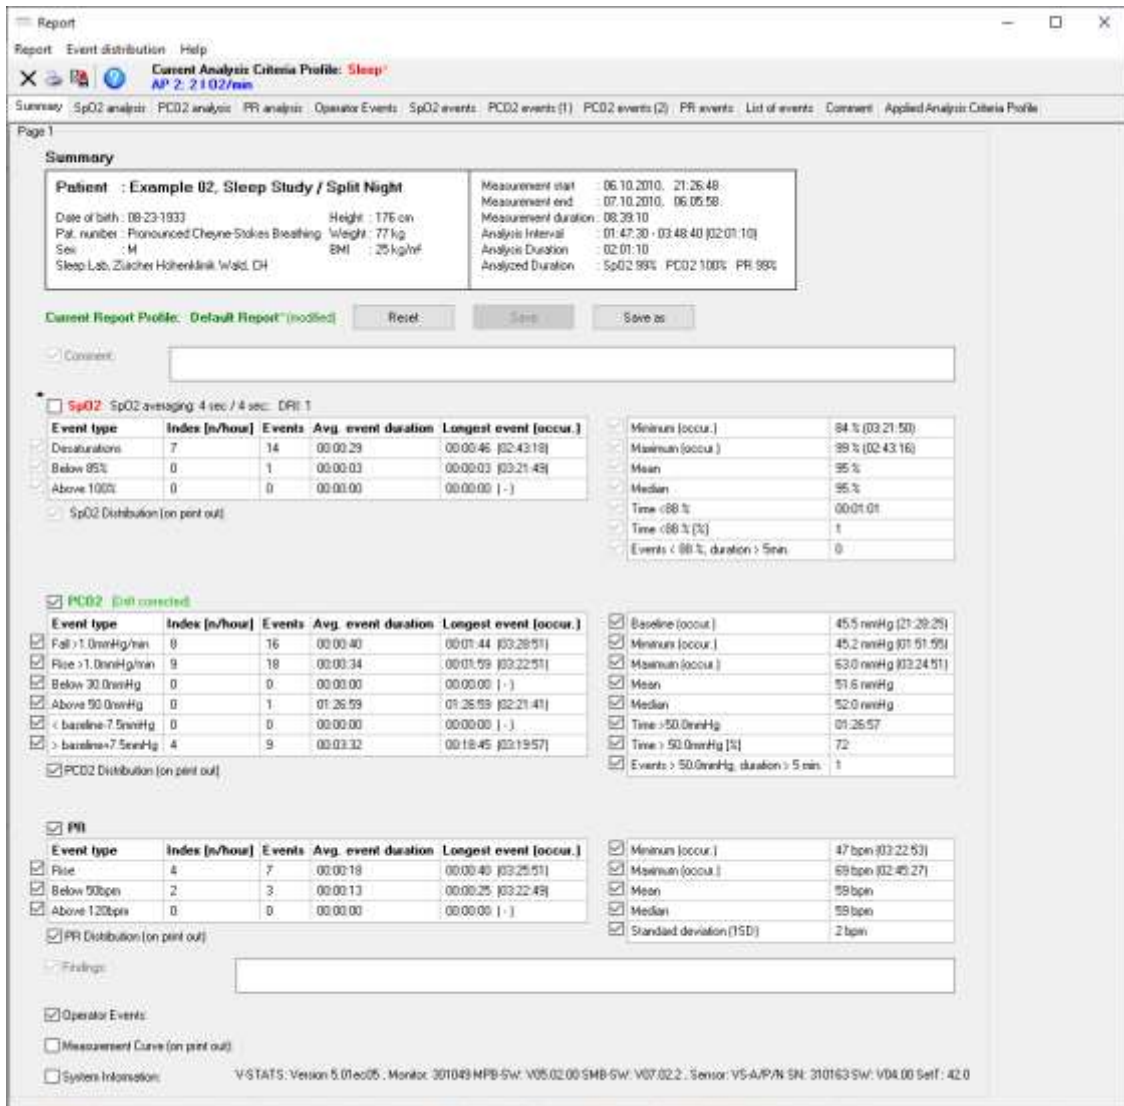 Report
Report Event distribution Help
Current Analysis Criteria Profile: Sleep*
AP 2: 2 l O2/min
Summary SpO2 analysis PCO2 analysis PR analysis Operator Events SpO2 events PCO2 events (1) PCO2 events (2) PR events List of events Comment Applied Analysis Criteria Profile
Page 1
Summary
Patient : Example 02, Sleep Study / Split Night
Date of birth : 08-23-1933 Height : 176 cm
Pat. number : Pronounced Cheyne-Stokes Breathing Weight : 77 kg
Sex : M BMI : 25 kg/m²
Sleep Lab, Zürcher Höhenklinik Wald, CH
Measurement start : 06.10.2010, 21:26:48
Measurement end : 07.10.2010, 06:05:58
Measurement duration : 08:39:10
Analysis Interval : 01:47:30 - 03:48:40 (02:01:10)
Analysis Duration : 02:01:10
Analyzed Duration : SpO2 99% PCO2 100% PR 99%
Current Report Profile: Default Report* (modified) Reset Save Save as
Comment:
SpO2 SpO2 averaging: 4 sec / 4 sec; DRI: 1
Event type Index [n/hour] Events Avg. event duration Longest event [occur.]
Desaturations 7 14 00:00:29 00:00:46 (02:43:18)
Below 85% 0 1 00:00:03 00:00:03 (03:21:49)
Above 100% 0 0 00:00:00 00:00:00 ( - )
SpO2 Distribution (on print out)
Minimum (occur.) 84 % (03:21:50)
Maximum (occur.) 99 % (02:43:16)
Mean 95 %
Median 95 %
Time <88 % 00:01:01
Time <88 % [%] 1
Events < 88 %, duration > 5min. 0
PCO2 (Drift corrected)
Event type Index [n/hour] Events Avg. event duration Longest event [occur.]
Fall >1.0mmHg/min 8 16 00:00:40 00:01:44 (03:28:51)
Rise >1.0mmHg/min 9 18 00:00:34 00:01:59 (03:22:51)
Below 30.0mmHg 0 0 00:00:00 00:00:00 ( - )
Above 50.0mmHg 0 1 01:26:59 01:26:59 (02:21:41)
< baseline-7.5mmHg 0 0 00:00:00 00:00:00 ( - )
> baseline+7.5mmHg 4 9 00:03:32 00:18:45 (03:19:57)
PCO2 Distribution (on print out)
Baseline (occur.) 45.5 mmHg (21:28:25)
Minimum (occur.) 45.2 mmHg (01:51:55)
Maximum (occur.) 63.0 mmHg (03:24:51)
Mean 51.6 mmHg
Median 52.0 mmHg
Time >50.0mmHg 01:26:57
Time > 50.0mmHg [%] 72
Events > 50.0mmHg, duration > 5 min. 1
PR
Event type Index [n/hour] Events Avg. event duration Longest event [occur.]
Rise 4 7 00:00:18 00:00:40 (03:25:51)
Below 50bpm 2 3 00:00:13 00:00:25 (03:22:49)
Above 120bpm 0 0 00:00:00 00:00:00 ( - )
PR Distribution (on print out)
Minimum (occur.) 47 bpm (03:22:53)
Maximum (occur.) 69 bpm (02:45:27)
Mean 59 bpm
Median 59 bpm
Standard deviation (1SD) 2 bpm
Findings:
Operator Events:
Measurement Curve (on print out)
System Information: V-STATS: Version 5.01ec05 , Monitor: 301049 MPB-SW: V05.02.00 SMB-SW: V07.02.2 , Sensor: VS-A/P/N SN: 310163 SW: V04.00 Self : 42.0